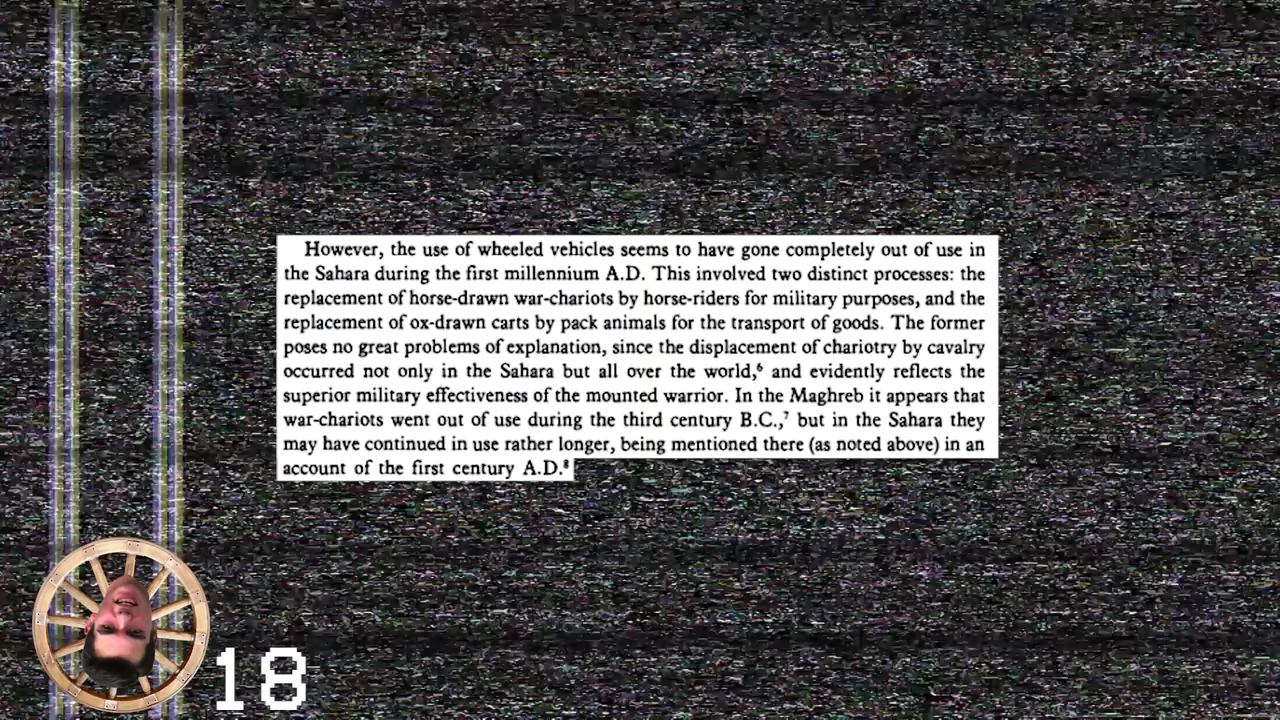 However, the use of wheeled vehicles seems to have gone completely out of use in
the Sahara during the first millennium A.D. This involved two distinct processes: the
replacement of horse-drawn war-chariots by horse-riders for military purposes, and the
replacement of ox-drawn carts by pack animals for the transport of goods. The former
poses no great problems of explanation, since the displacement of chariotry by cavalry
occurred not only in the Sahara but all over the world,⁶ and evidently reflects the
superior military effectiveness of the mounted warrior. In the Maghreb it appears that
war-chariots went out of use during the third century B.C.,⁷ but in the Sahara they
may have continued in use rather longer, being mentioned there (as noted above) in an
account of the first century A.D.⁸
18